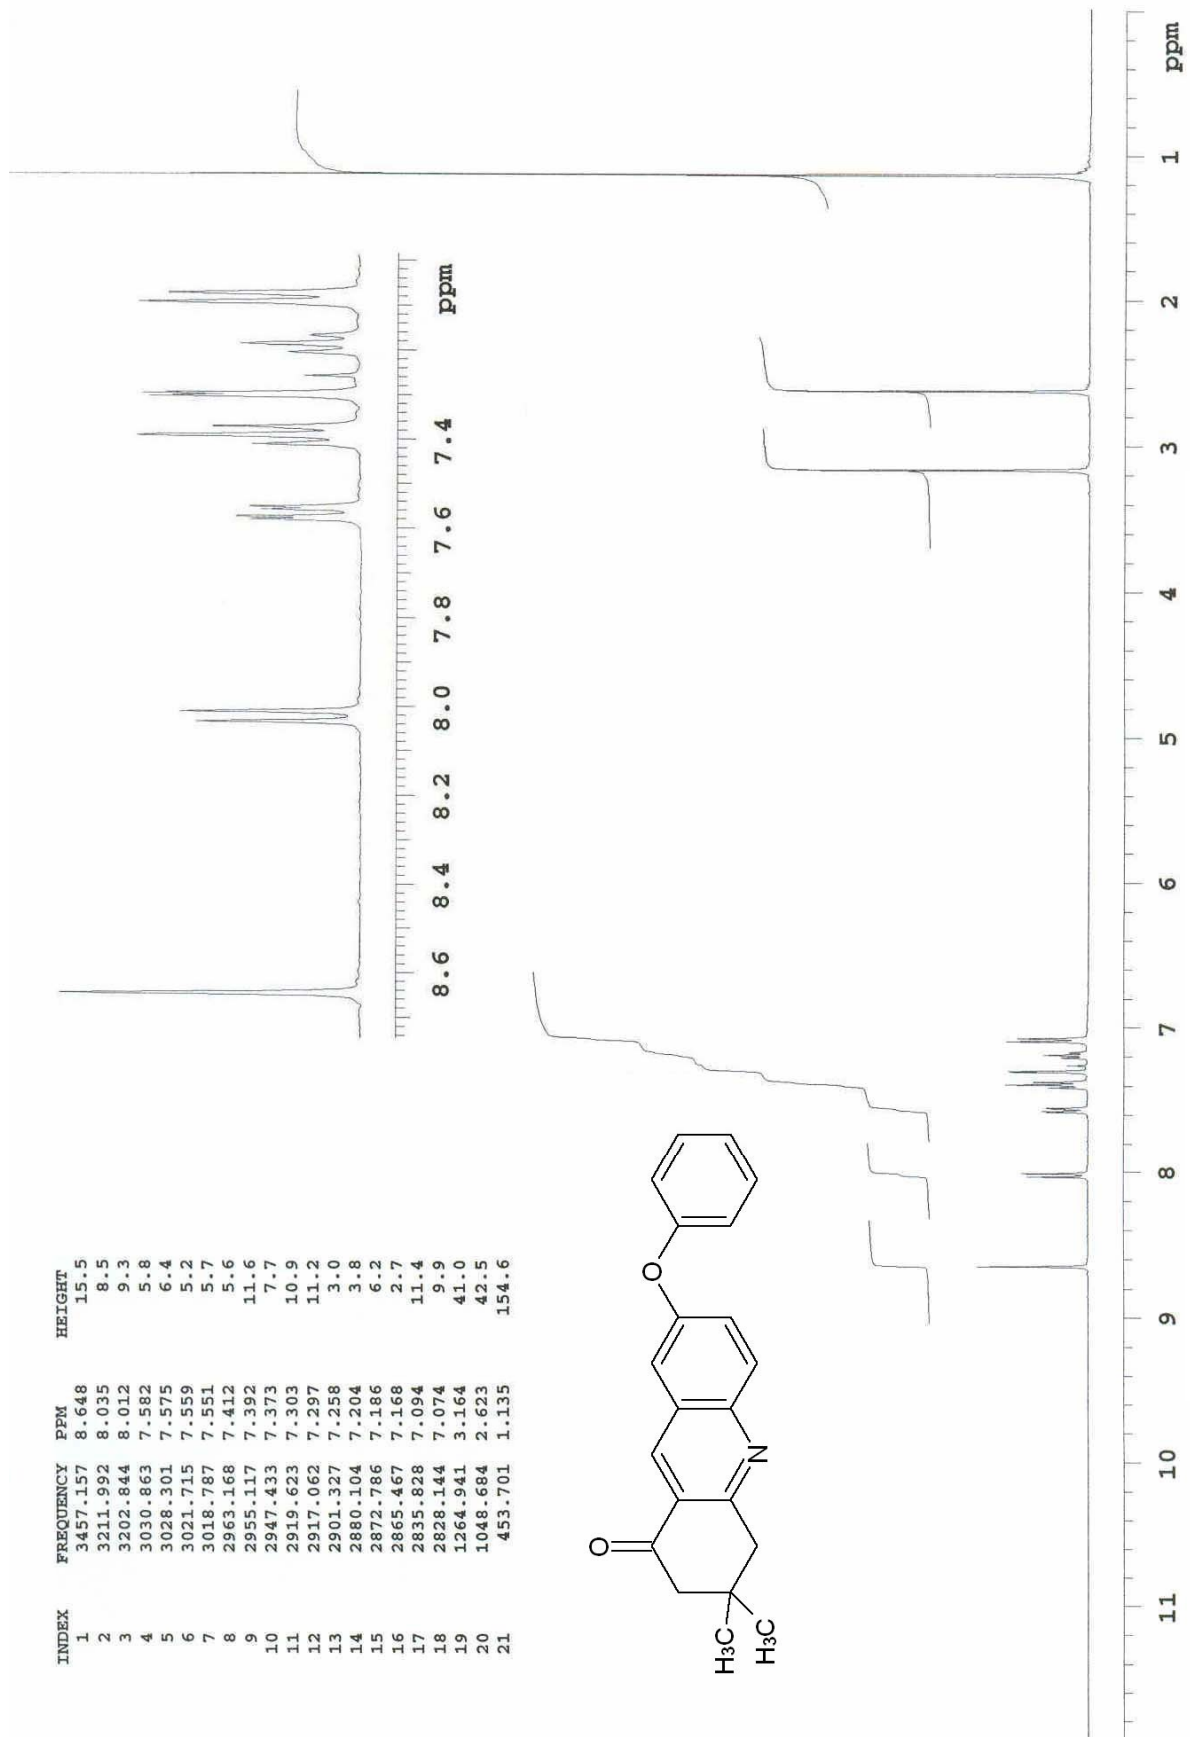 INDEX FREQUENCY PPM HEIGHT
1 3457.157 8.648 15.5
2 3211.992 8.035 8.5
3 3202.844 8.012 9.3
4 3030.863 7.582 5.8
5 3028.301 7.575 6.4
6 3021.715 7.559 5.2
7 3018.787 7.551 5.7
8 2963.168 7.412 5.6
9 2955.117 7.392 11.6
10 2947.433 7.373 7.7
11 2919.623 7.303 10.9
12 2917.062 7.297 11.2
13 2901.327 7.258 3.0
14 2880.104 7.204 3.8
15 2872.786 7.186 6.2
16 2865.467 7.168 2.7
17 2835.828 7.094 11.4
18 2828.144 7.074 9.9
19 1264.941 3.164 41.0
20 1048.684 2.623 42.5
21 453.701 1.135 154.6
8.6 8.4 8.2 8.0 7.8 7.6 7.4 ppm
O
O
N
H3C
H3C
11 10 9 8 7 6 5 4 3 2 1 ppm